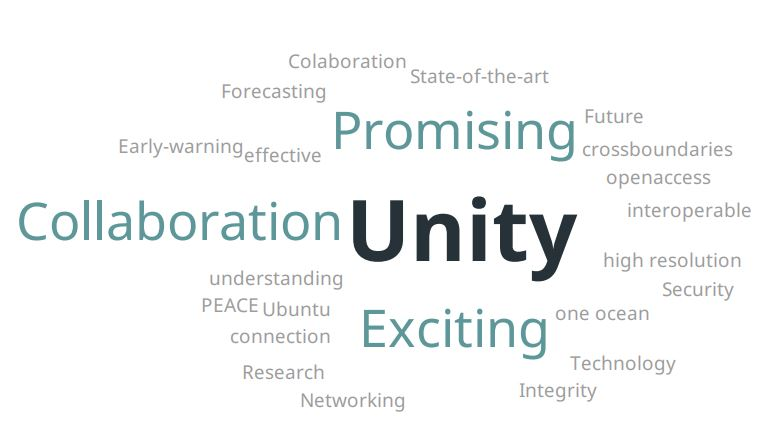 Colaboration
State-of-the-art
Forecasting
Promising
Future
Early-warning
effective
crossboundaries
openaccess
Collaboration
Unity
interoperable
high resolution
understanding
Security
PEACE
Ubuntu
one ocean
Exciting
connection
Technology
Research
Integrity
Networking